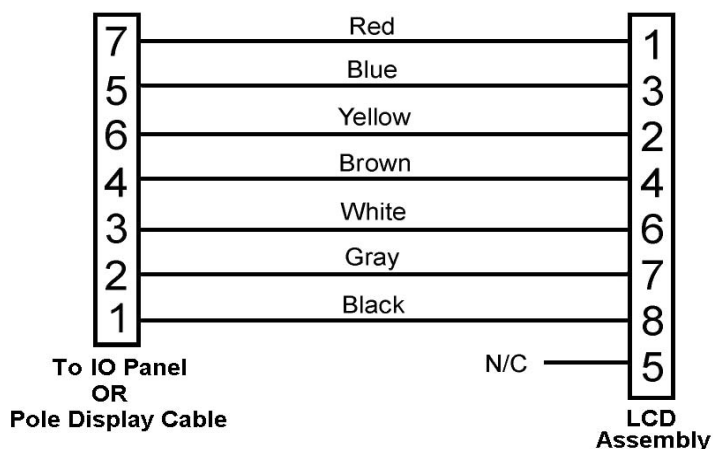 7 Red 1
5 Blue 3
6 Yellow 2
4 Brown 4
3 White 6
2 Gray 7
1 Black 8
N/C 5
To IO Panel
OR
Pole Display Cable
LCD
Assembly